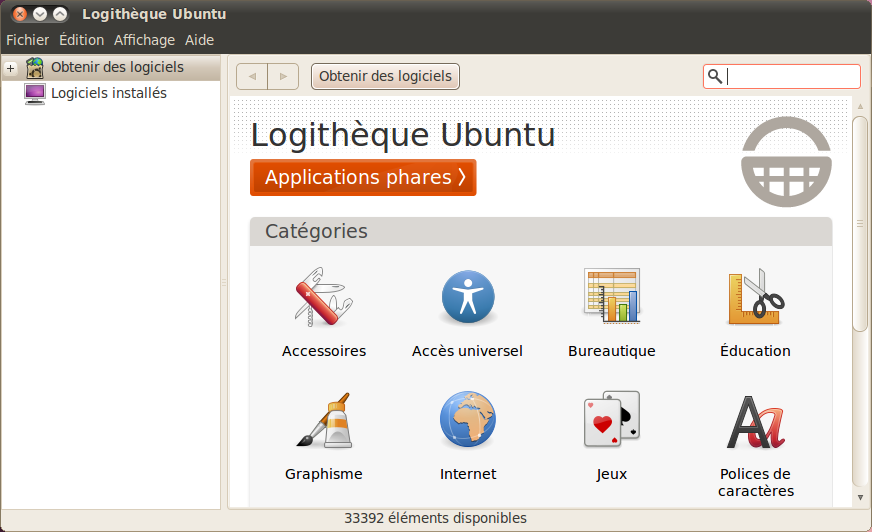 Logithèque Ubuntu
Fichier Édition Affichage Aide
Obtenir des logiciels
Logiciels installés
Obtenir des logiciels
Logithèque Ubuntu
Applications phares
Catégories
Accessoires Accès universel Bureautique Éducation
Graphisme Internet Jeux Polices de
caractères
33392 éléments disponibles